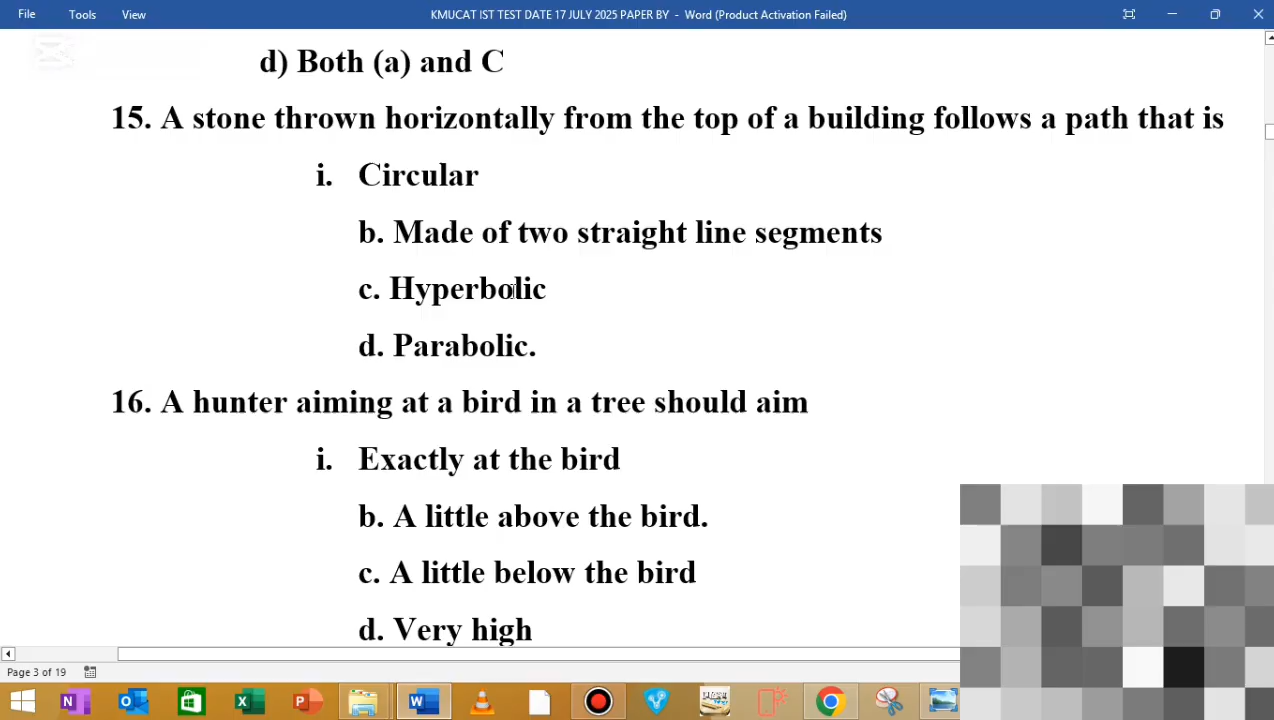 File Tools View KMUCAT IST TEST DATE 17 JULY 2025 PAPER BY - Word (Product Activation Failed)
d) Both (a) and C
15. A stone thrown horizontally from the top of a building follows a path that is
i. Circular
b. Made of two straight line segments
c. Hyperbolic
d. Parabolic.
16. A hunter aiming at a bird in a tree should aim
i. Exactly at the bird
b. A little above the bird.
c. A little below the bird
d. Very high
Page 3 of 19